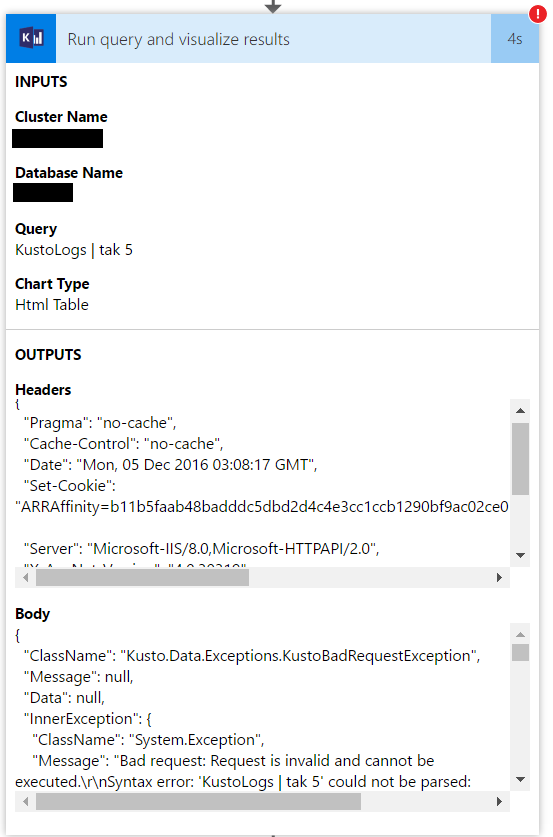 Run query and visualize results
4s
INPUTS
Cluster Name
Database Name
Query
KustoLogs | tak 5
Chart Type
Html Table
OUTPUTS
Headers
{
"Pragma": "no-cache",
"Cache-Control": "no-cache",
"Date": "Mon, 05 Dec 2016 03:08:17 GMT",
"Set-Cookie":
"ARRAffinity=b11b5faab48badddc5dbd2d4c4e3cc1ccb1290bf9ac02ce0
"Server": "Microsoft-IIS/8.0,Microsoft-HTTPAPI/2.0",
Body
{
"ClassName": "Kusto.Data.Exceptions.KustoBadRequestException",
"Message": null,
"Data": null,
"InnerException": {
"ClassName": "System.Exception",
"Message": "Bad request: Request is invalid and cannot be
executed.\r\nSyntax error: 'KustoLogs | tak 5' could not be parsed: